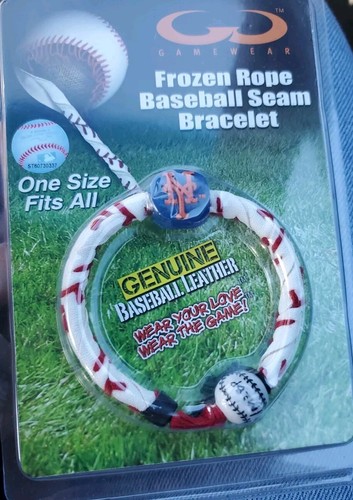 GAMEWEAR
Frozen Rope
Baseball Seam
Bracelet
One Size
Fits All
NY
GENUINE
BASEBALL LEATHER
WEAR YOUR LOVE
WEAR THE GAME!